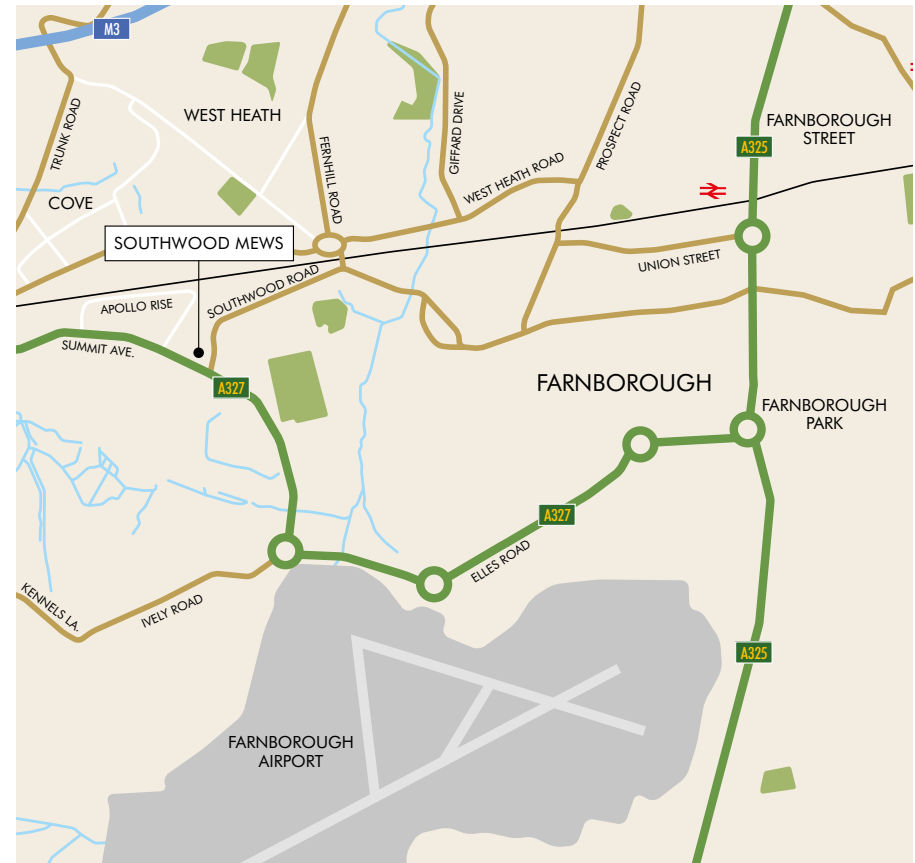 M3
TRUNK ROAD
WEST HEATH
FERNHILL ROAD
GIFFARD DRIVE
WEST HEATH ROAD
PROSPECT ROAD
A325
FARNBOROUGH
STREET
COVE
SOUTHWOOD MEWS
UNION STREET
SOUTHWOOD ROAD
APOLLO RISE
SUMMIT AVE.
A327
FARNBOROUGH
FARNBOROUGH
PARK
A327
ELLES ROAD
KENNELS LA.
IVELY ROAD
A325
FARNBOROUGH
AIRPORT